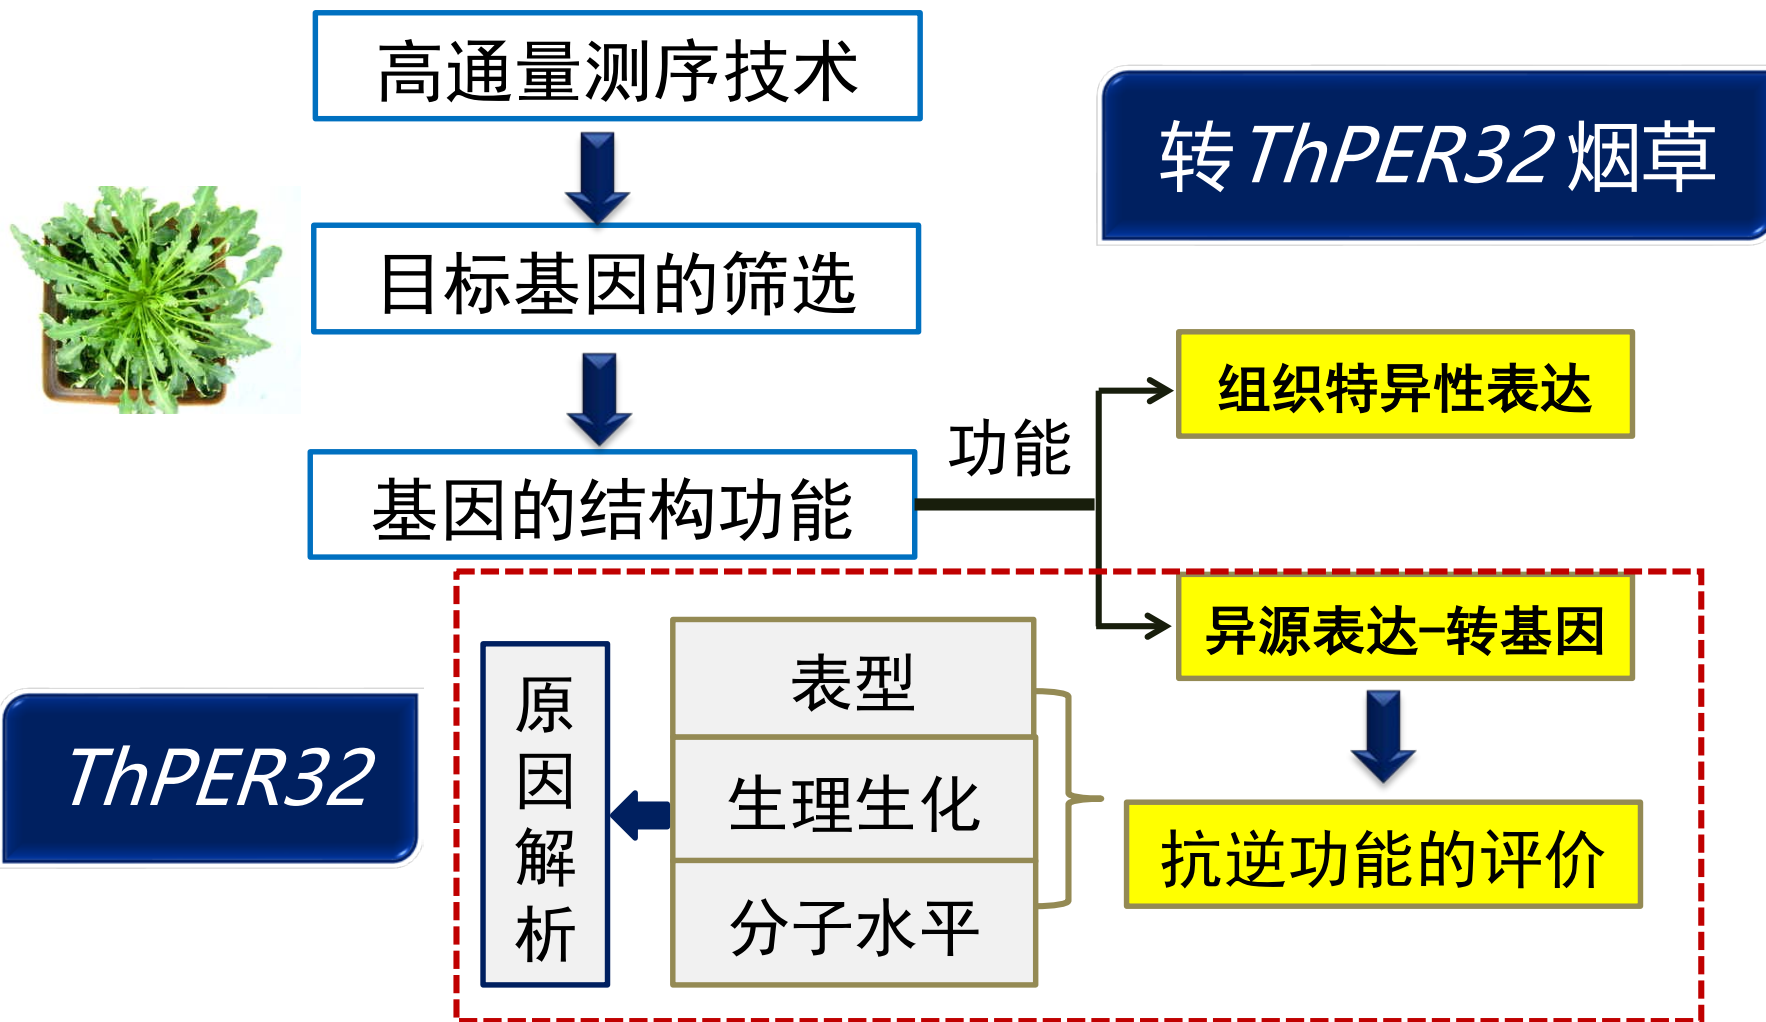 高通量测序技术
转ThPER32烟草
目标基因的筛选
组织特异性表达
功能
基因的结构功能
异源表达-转基因
表型
原因解析
ThPER32
生理生化
抗逆功能的评价
分子水平